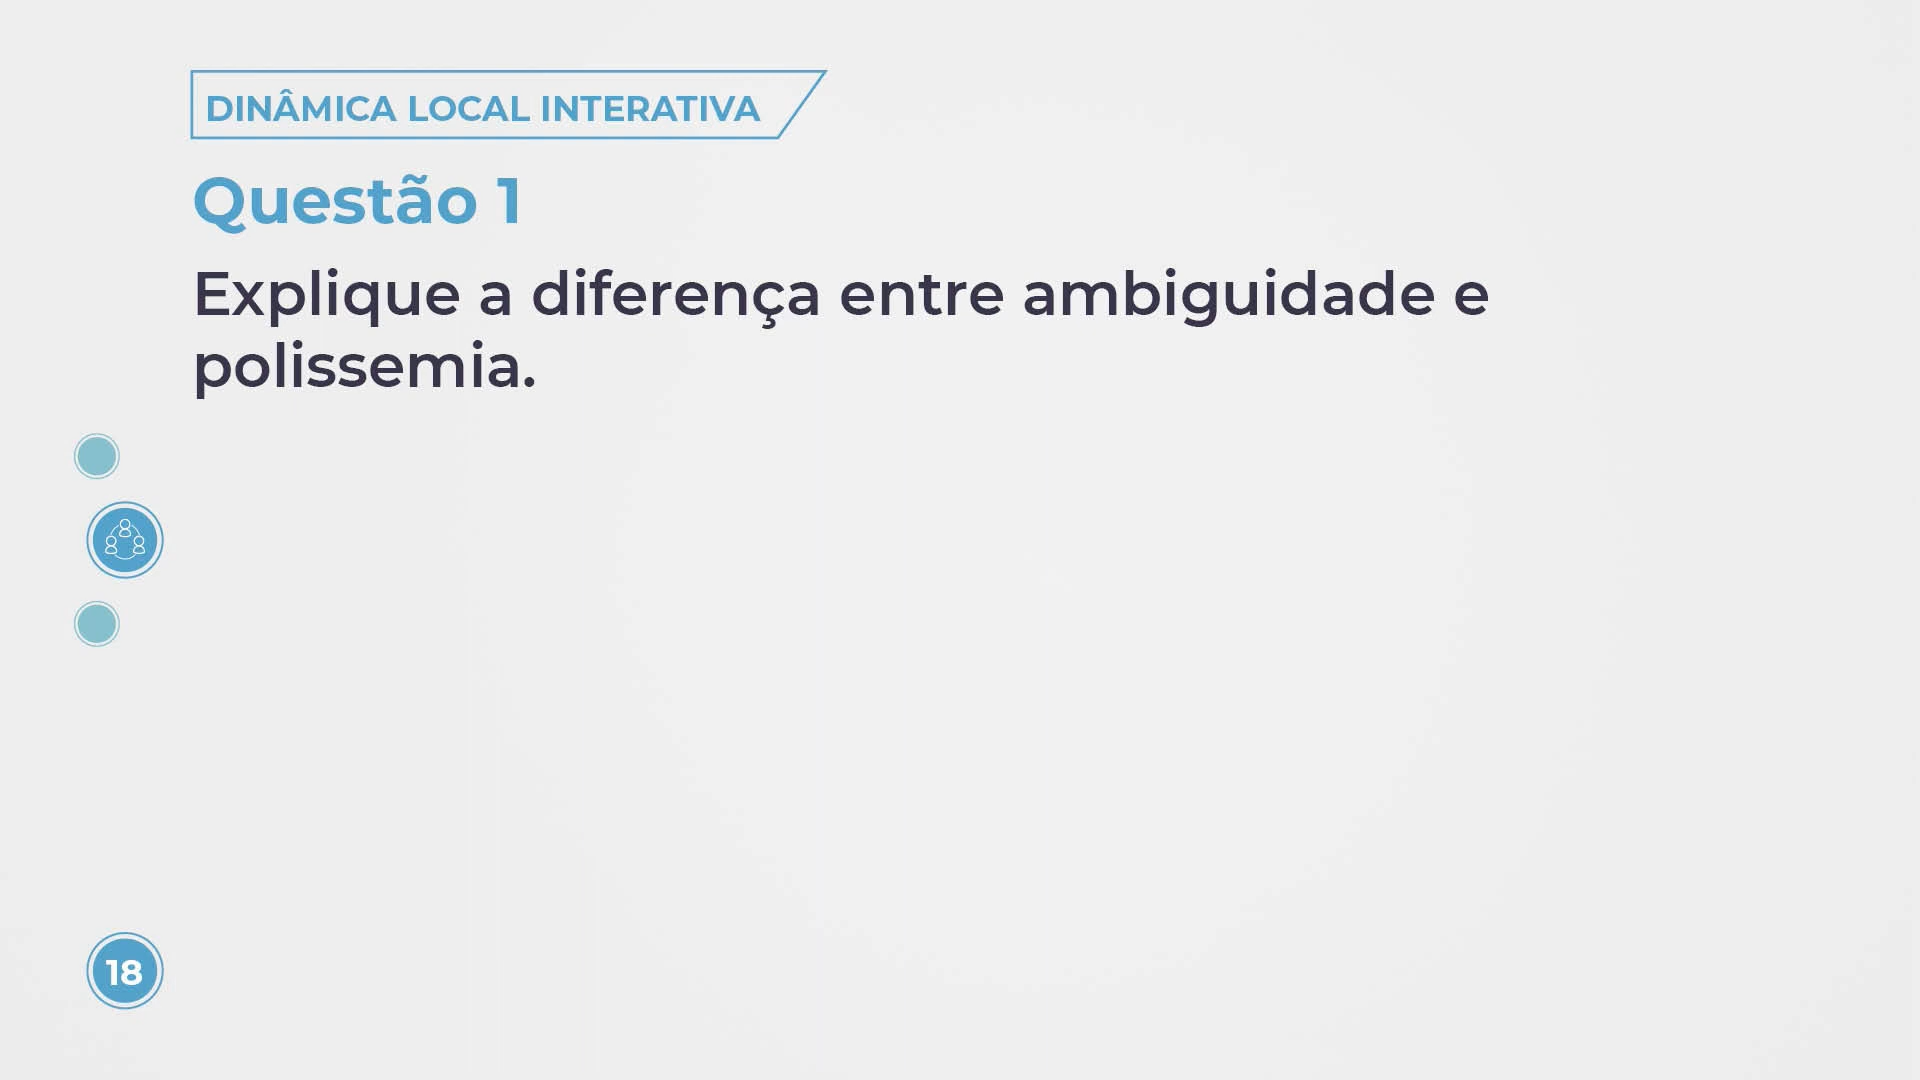 DINÂMICA LOCAL INTERATIVA
Questão 1
Explique a diferença entre ambiguidade e
polissemia.
18